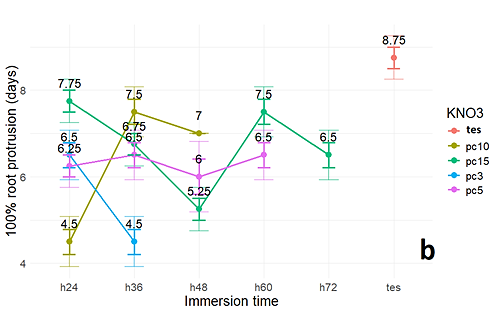 8.75
7.75
7.5
7.5
8
KNO3
7
tes
6.5
6.75
6.5
6.5
pc10
6.25
6.5
6
pc15
6
pc3
5.25
pc5
4.5
4.5
4
b
100% root protrusion (days)
h24 h36 h48 h60 h72 tes
Immersion time